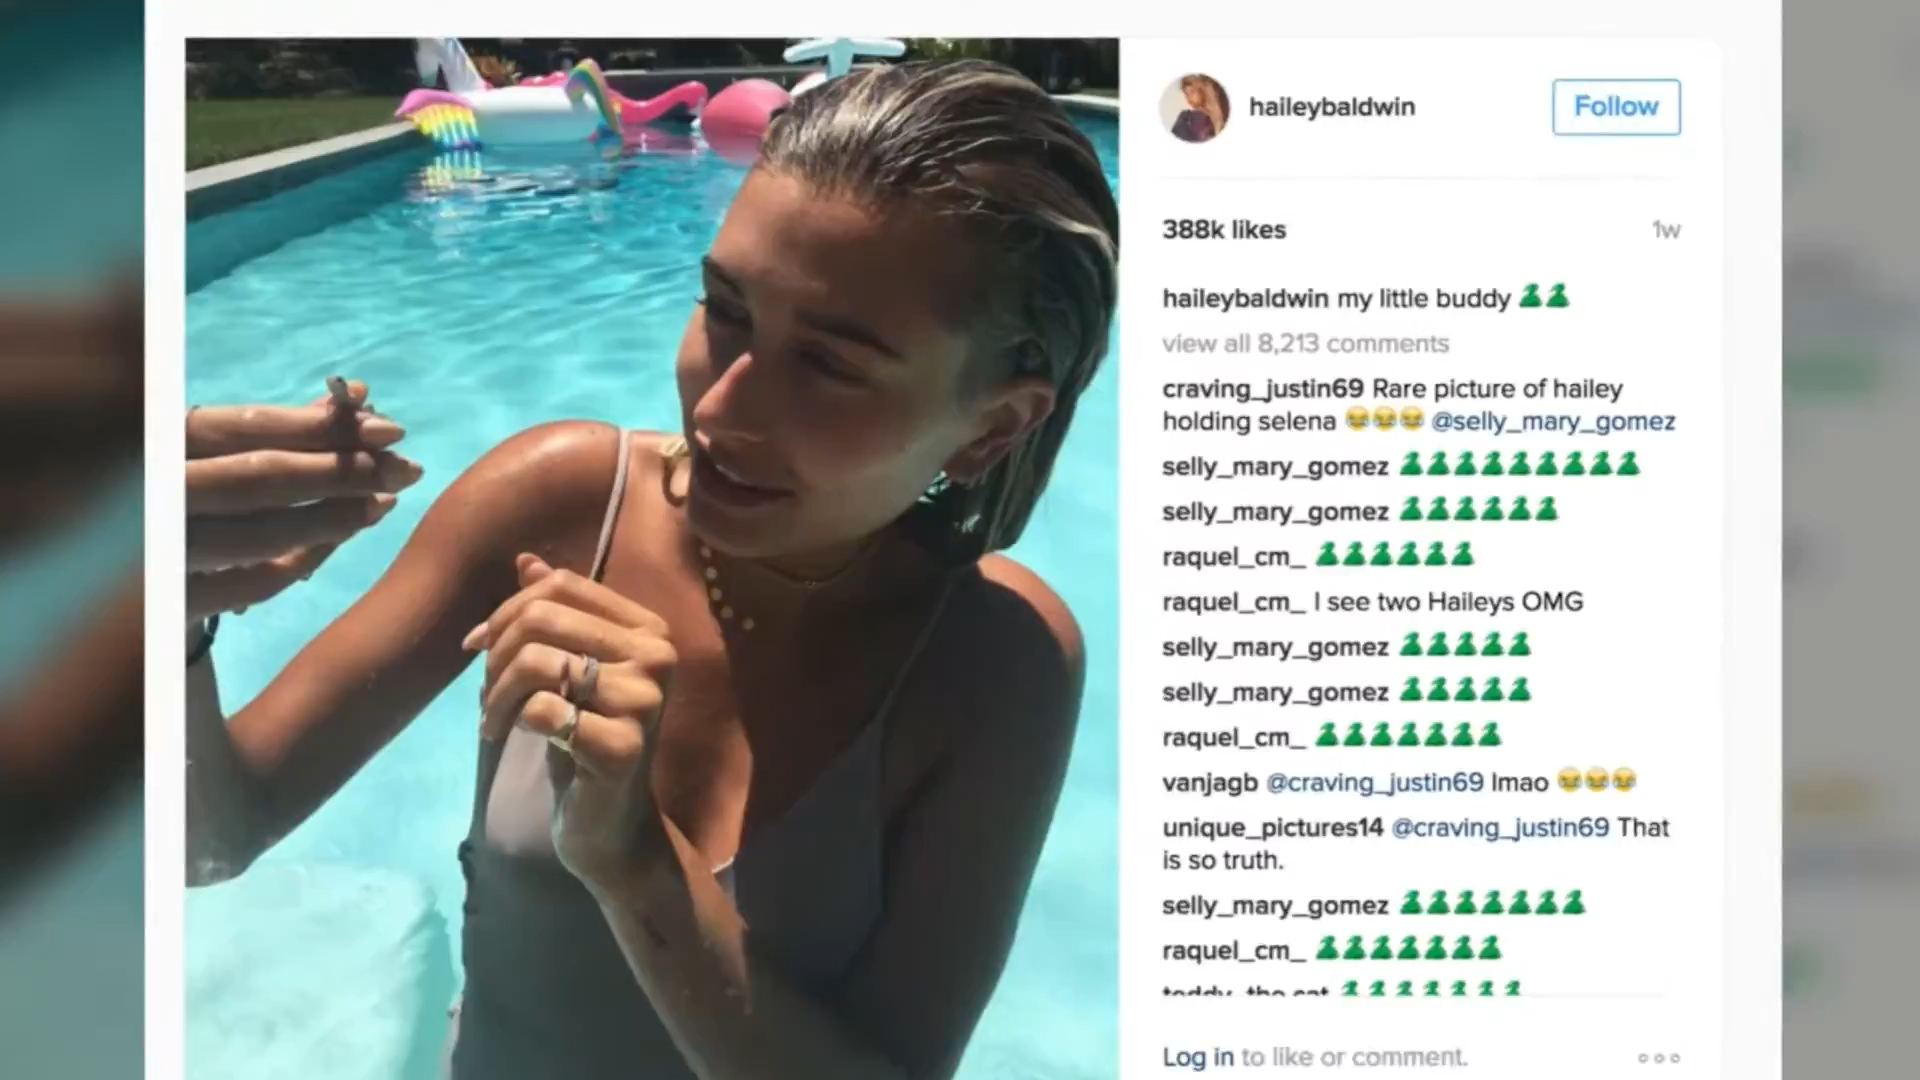 haileybaldwin
Follow
388k likes
1w
haileybaldwin my little buddy 🐍🐍
view all 8,213 comments
craving_justin69 Rare picture of hailey
holding selena 😂😂😂 @selly_mary_gomez
selly_mary_gomez 🐍🐍🐍🐍🐍🐍🐍🐍🐍
selly_mary_gomez 🐍🐍🐍🐍🐍🐍
raquel_cm_ 🐍🐍🐍🐍🐍🐍
raquel_cm_ I see two Haileys OMG
selly_mary_gomez 🐍🐍🐍🐍🐍
selly_mary_gomez 🐍🐍🐍🐍🐍
raquel_cm_ 🐍🐍🐍🐍🐍🐍🐍
vanjagb @craving_justin69 lmao 😂😂😂
unique_pictures14 @craving_justin69 That
is so truth.
selly_mary_gomez 🐍🐍🐍🐍🐍🐍🐍
raquel_cm_ 🐍🐍🐍🐍🐍🐍🐍
teddy_the_cat 🐍🐍🐍🐍🐍🐍🐍
Log in to like or comment.